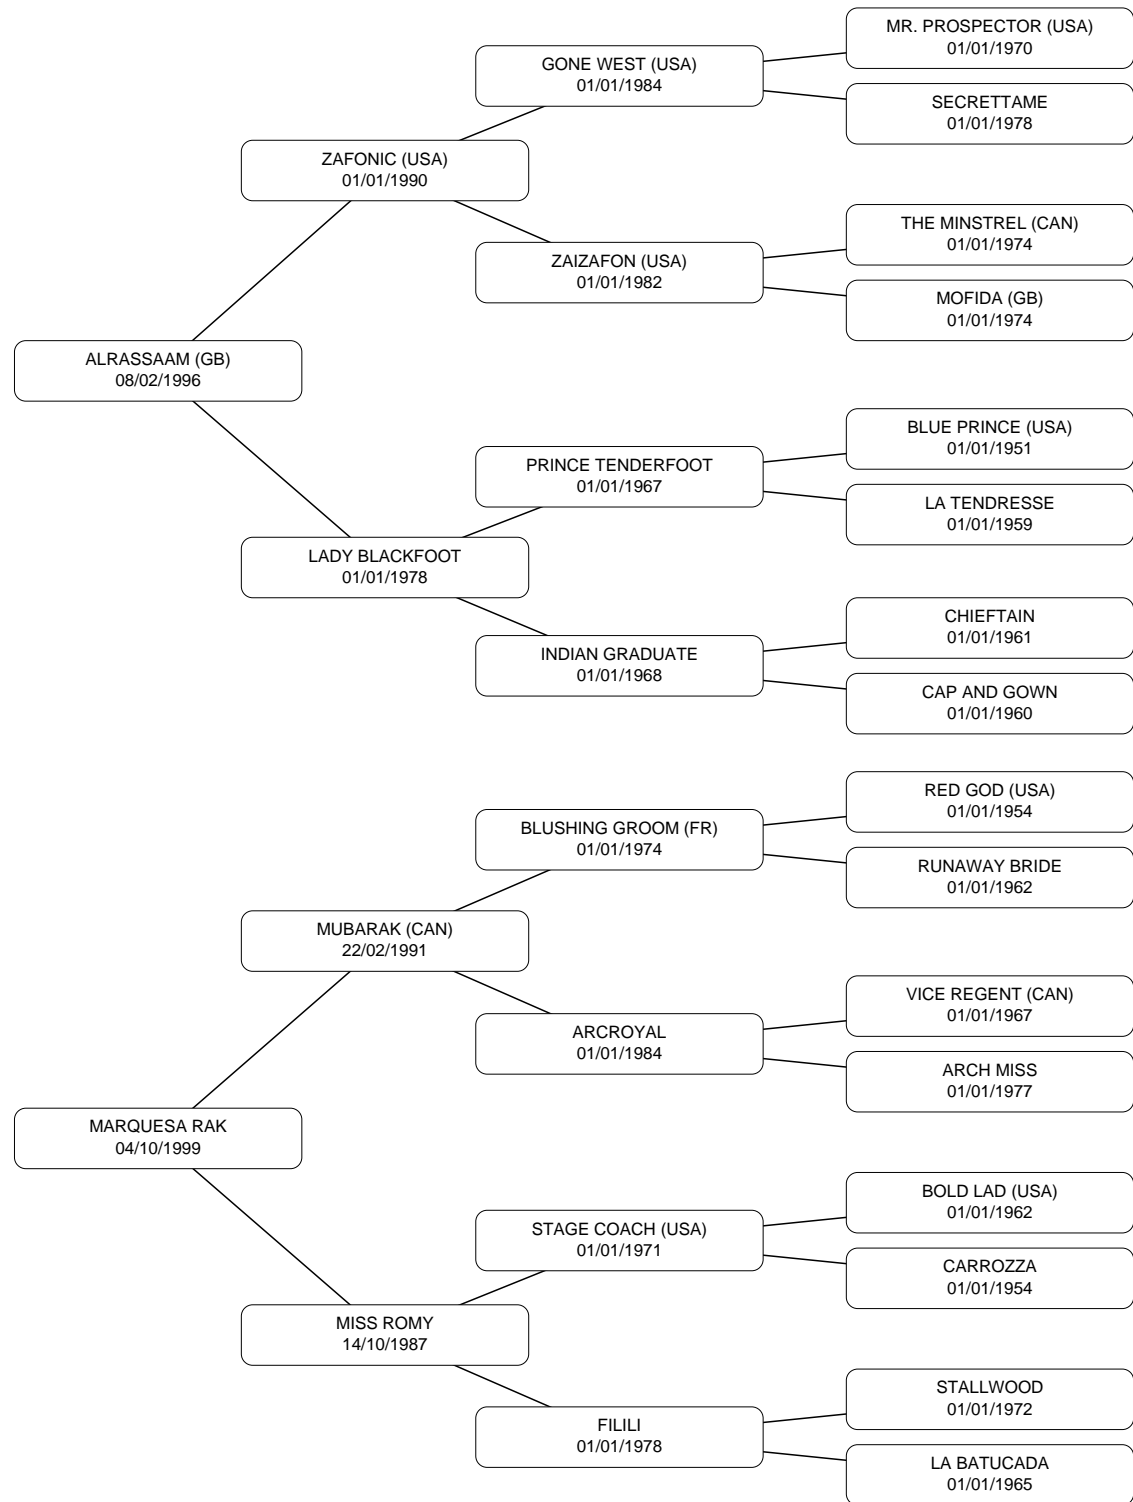 MR. PROSPECTOR (USA)
01/01/1970
GONE WEST (USA)
01/01/1984
SECRETTAME
01/01/1978
ZAFONIC (USA)
01/01/1990
THE MINSTREL (CAN)
01/01/1974
ZAIZAFON (USA)
01/01/1982
MOFIDA (GB)
01/01/1974
ALRASSAAM (GB)
08/02/1996
BLUE PRINCE (USA)
01/01/1951
PRINCE TENDERFOOT
01/01/1967
LA TENDRESSE
01/01/1959
LADY BLACKFOOT
01/01/1978
CHIEFTAIN
01/01/1961
INDIAN GRADUATE
01/01/1968
CAP AND GOWN
01/01/1960
RED GOD (USA)
01/01/1954
BLUSHING GROOM (FR)
01/01/1974
RUNAWAY BRIDE
01/01/1962
MUBARAK (CAN)
22/02/1991
VICE REGENT (CAN)
01/01/1967
ARCROYAL
01/01/1984
ARCH MISS
01/01/1977
MARQUESA RAK
04/10/1999
BOLD LAD (USA)
01/01/1962
STAGE COACH (USA)
01/01/1971
CARROZZA
01/01/1954
MISS ROMY
14/10/1987
STALLWOOD
01/01/1972
FILILI
01/01/1978
LA BATUCADA
01/01/1965